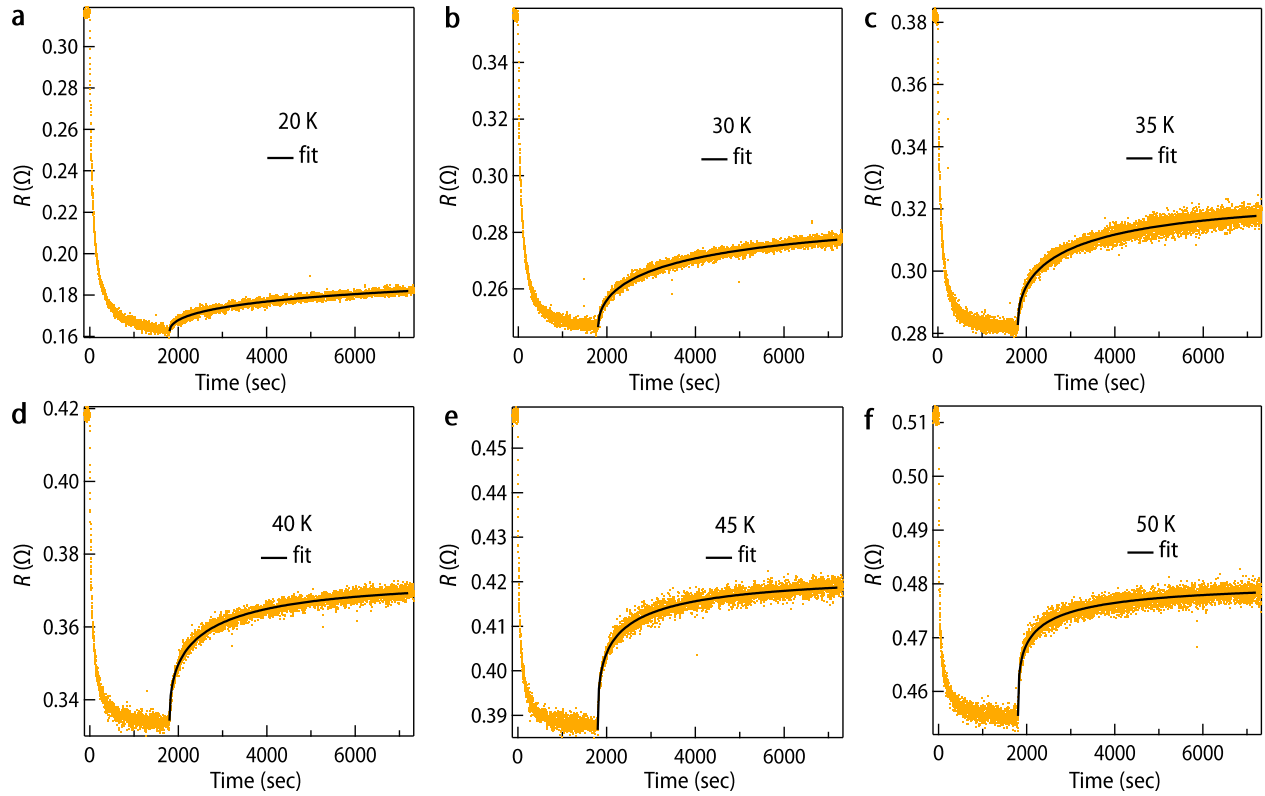 a
0.30
0.28
0.26
0.24
0.22
0.20
0.18
0.16
R (Ω)
20 K
fit
0 2000 4000 6000
Time (sec)
b
0.34
0.32
0.30
0.28
0.26
R (Ω)
30 K
fit
0 2000 4000 6000
Time (sec)
c
0.38
0.36
0.34
0.32
0.30
0.28
R (Ω)
35 K
fit
0 2000 4000 6000
Time (sec)
d
0.42
0.40
0.38
0.36
0.34
R (Ω)
40 K
fit
0 2000 4000 6000
Time (sec)
e
0.45
0.44
0.43
0.42
0.41
0.40
0.39
R (Ω)
45 K
fit
0 2000 4000 6000
Time (sec)
f
0.51
0.50
0.49
0.48
0.47
0.46
R (Ω)
50 K
fit
0 2000 4000 6000
Time (sec)